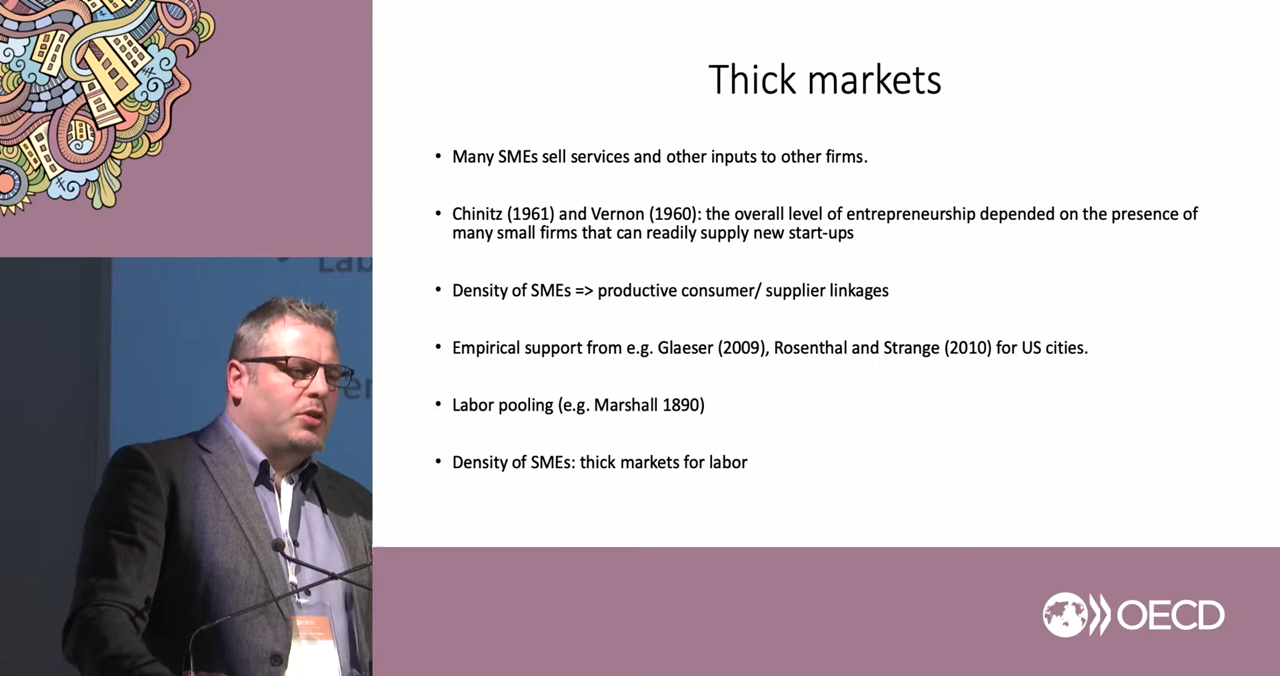 Thick markets
• Many SMEs sell services and other inputs to other firms.
• Chinitz (1961) and Vernon (1960): the overall level of entrepreneurship depended on the presence of
many small firms that can readily supply new start-ups
• Density of SMEs => productive consumer/ supplier linkages
• Empirical support from e.g. Glaeser (2009), Rosenthal and Strange (2010) for US cities.
• Labor pooling (e.g. Marshall 1890)
• Density of SMEs: thick markets for labor
OECD